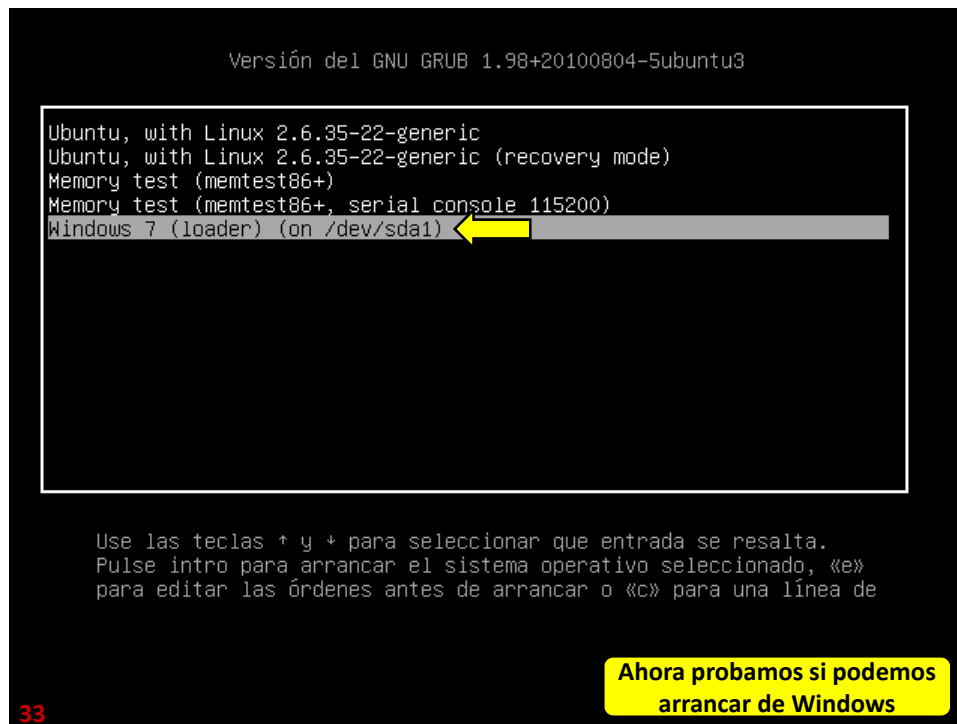 Versión del GNU GRUB 1.98+20100804-5ubuntu3
Ubuntu, with Linux 2.6.35-22-generic
Ubuntu, with Linux 2.6.35-22-generic (recovery mode)
Memory test (memtest86+)
Memory test (memtest86+, serial console 115200)
Windows 7 (loader) (on /dev/sda1)
Use las teclas ↑ y ↓ para seleccionar que entrada se resalta.
Pulse intro para arrancar el sistema operativo seleccionado, «e»
para editar las órdenes antes de arrancar o «c» para una línea de
Ahora probamos si podemos
arrancar de Windows
33